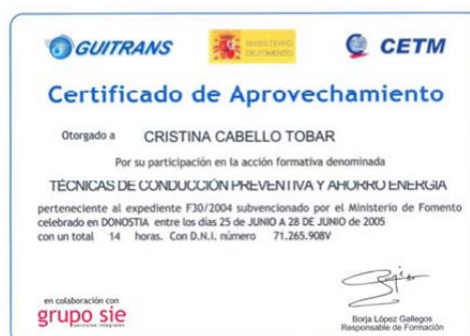 GUITRANS
MINISTERIO
DE FOMENTO
CETM
Certificado de Aprovechamiento
Otorgado a CRISTINA CABELLO TOBAR
Por su participación en la acción formativa denominada
TÉCNICAS DE CONDUCCIÓN PREVENTIVA Y AHORRO ENERGIA
perteneciente al expediente F30/2004 subvencionado por el Ministerio de Fomento
celebrado en DONOSTIA entre los días 25 de JUNIO A 28 DE JUNIO de 2005
con un total 14 horas. Con D.N.I. número 71.265.908V
en colaboración con
grupo sie
servicios integrales
Borja López Gallegos
Responsable de Formación